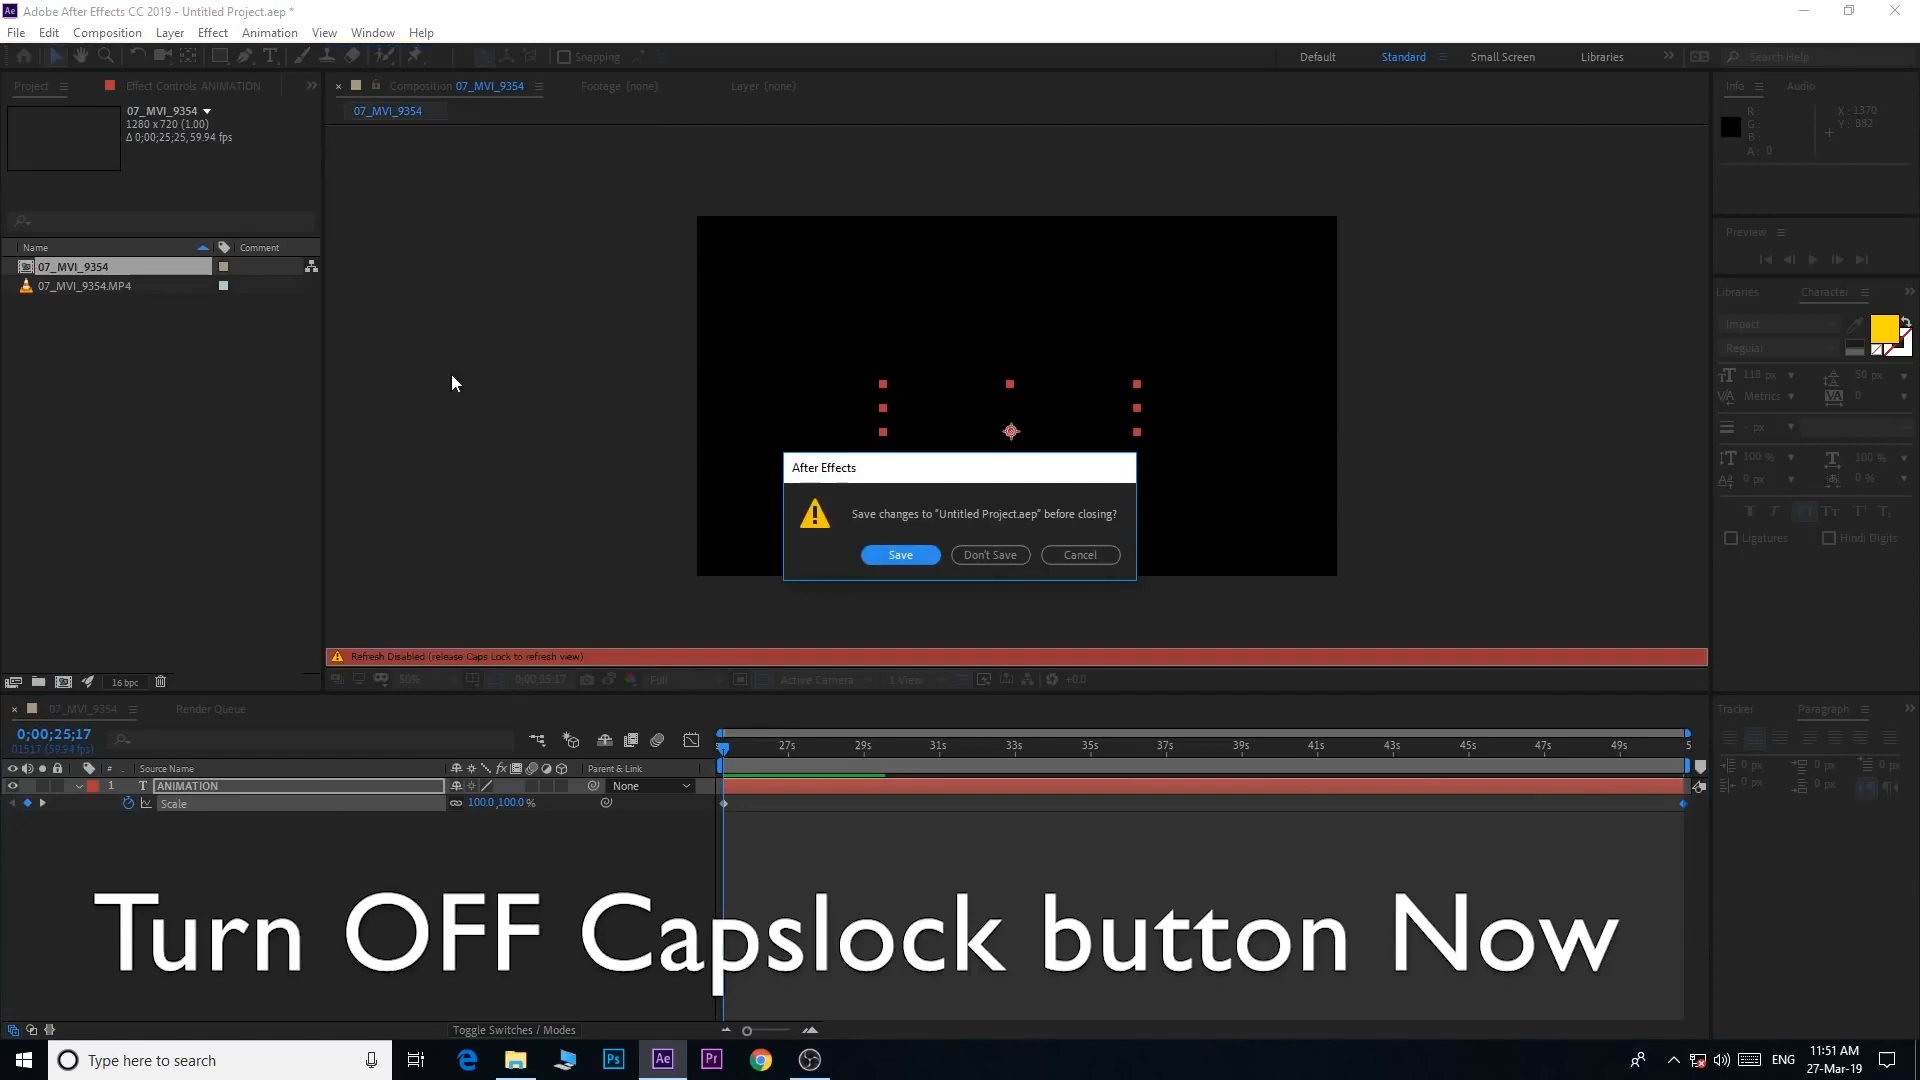 Ae Adobe After Effects CC 2019 - Untitled Project.aep *
File Edit Composition Layer Effect Animation View Window Help
Snapping
Default Standard Small Screen Libraries Search Help
Project Effect Controls ANIMATION
Composition 07_MVI_9354 Footage (none) Layer (none)
Info Audio
07_MVI_9354
1280 x 720 (1.00)
Δ 0;00;25;25, 59.94 fps
07_MVI_9354
R :
G :
B :
A : 0
X : 1370
Y : 882
Preview
Name Comment
07_MVI_9354
07_MVI_9354.MP4
Libraries Character
Impact
Regular
118 px 50 px
Metrics 0
- px
100 % 100 %
0 px 0 %
Ligatures Hindi Digits
After Effects
Save changes to "Untitled Project.aep" before closing?
Save Don't Save Cancel
Refresh Disabled (release Caps Lock to refresh view)
16 bpc
50% 0;00;25;17 Full Active Camera 1 View +0.0
07_MVI_9354 Render Queue
Tracker Paragraph
0;00;25;17
01517 (59.94 fps)
27s 29s 31s 33s 35s 37s 39s 41s 43s 45s 47s 49s 5
# Source Name fx Parent & Link
1 T ANIMATION None
Scale 100.0,100.0 %
0 px 0 px 0 px
0 px 0 px
Turn OFF Capslock button Now
Toggle Switches / Modes
Type here to search
Ps Ae Pr
ENG
11:51 AM
27-Mar-19